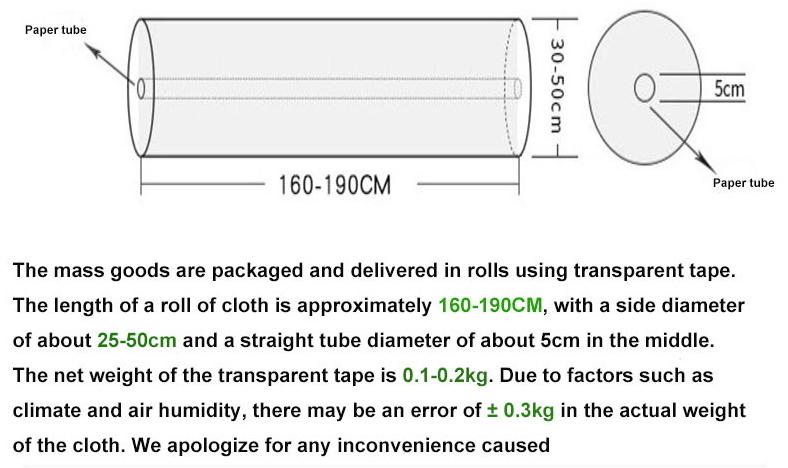 Paper tube
30-50cm
5cm
160-190CM
Paper tube
The mass goods are packaged and delivered in rolls using transparent tape.
The length of a roll of cloth is approximately 160-190CM, with a side diameter
of about 25-50cm and a straight tube diameter of about 5cm in the middle.
The net weight of the transparent tape is 0.1-0.2kg. Due to factors such as
climate and air humidity, there may be an error of ± 0.3kg in the actual weight
of the cloth. We apologize for any inconvenience caused